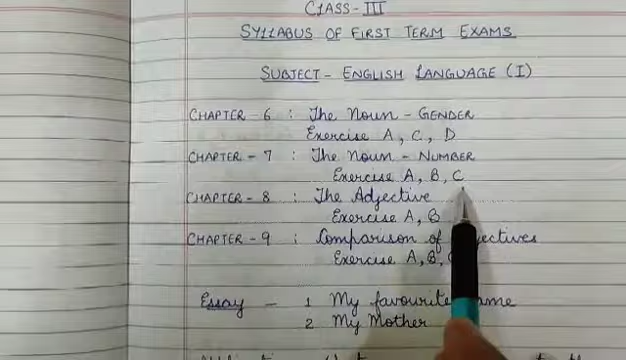 CLASS-III
SYLLABUS OF FIRST TERM EXAMS
SUBJECT - ENGLISH LANGUAGE (I)
CHAPTER - 6 : The Noun - GENDER
Exercise A, C, D
CHAPTER - 7 : The Noun - NUMBER
Exercise A, B, C
CHAPTER - 8 : The Adjective
Exercise A, B
CHAPTER - 9 : Comparison of
Exercise A, B,
Essay - 1 My favourite
2 My Mother